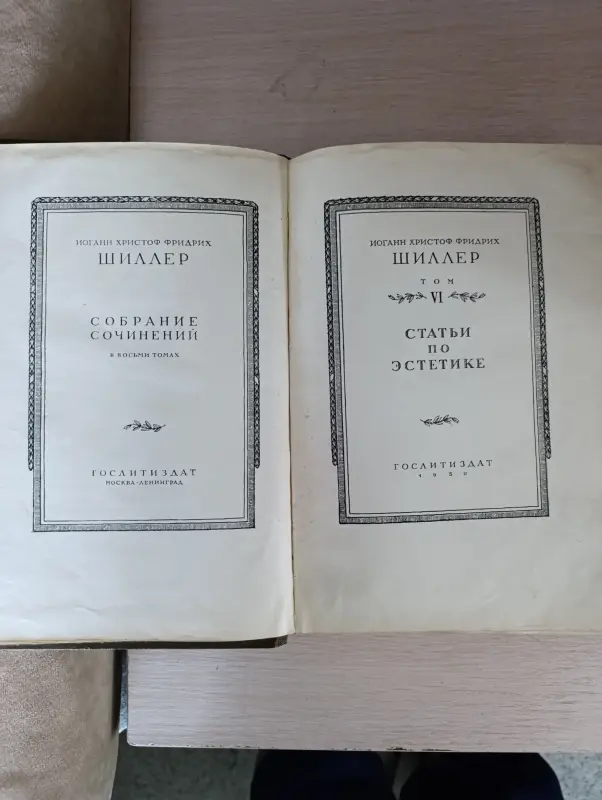 ИОГАНН ХРИСТОФ ФРИДРИХ
ШИЛЛЕР
СОБРАНИЕ
СОЧИНЕНИЙ
В ВОСЬМИ ТОМАХ
ГОСЛИТИЗДАТ
МОСКВА-ЛЕНИНГРАД
ИОГАНН ХРИСТОФ ФРИДРИХ
ШИЛЛЕР
ТОМ
VI
СТАТЬИ
ПО
ЭСТЕТИКЕ
ГОСЛИТИЗДАТ